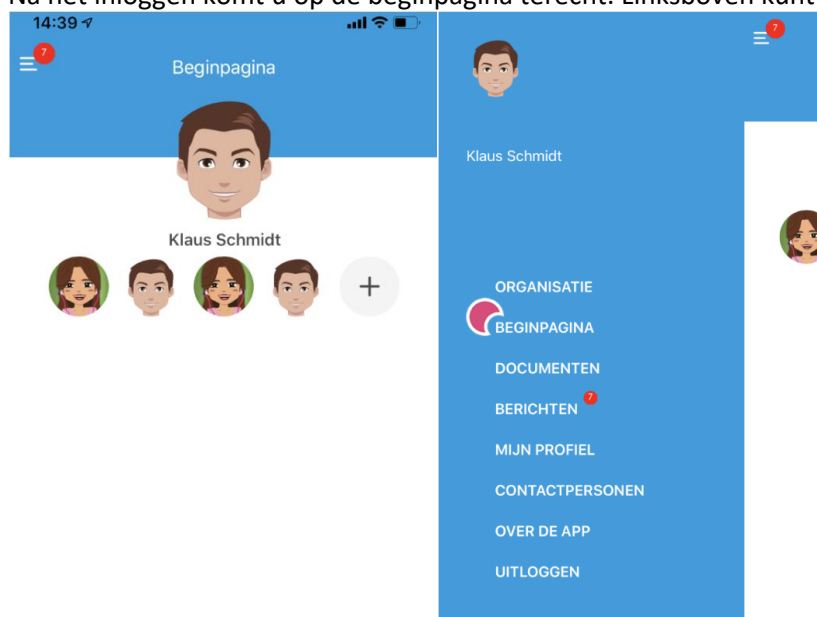 Na het inloggen komt u op de beginpagina terecht. Linksboven kunt
14:39
7
Beginpagina
Klaus Schmidt
7
Klaus Schmidt
ORGANISATIE
BEGINPAGINA
DOCUMENTEN
BERICHTEN 7
MIJN PROFIEL
CONTACTPERSONEN
OVER DE APP
UITLOGGEN